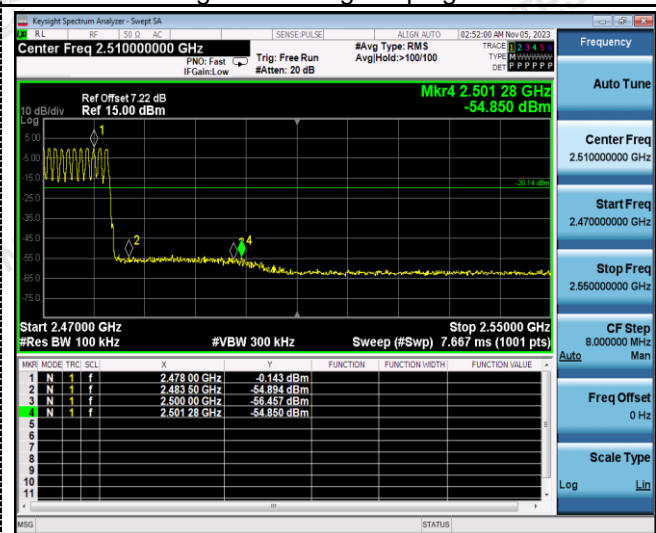 Keysight Spectrum Analyzer - Swept SA
RL RF 50 Ω AC SENSE:PULSE ALIGN AUTO 02:52:00 AM Nov 05, 2023
Center Freq 2.510000000 GHz
PNO: Fast
IFGain:Low
Trig: Free Run
#Atten: 20 dB
#Avg Type: RMS
Avg|Hold:>100/100
TRACE 1 2 3 4 5 6
TYPE M WWWWW
DET P P P P P P
Mkr4 2.501 28 GHz
-54.850 dBm
Ref Offset 7.22 dB
Ref 15.00 dBm
10 dB/div
Log
5.00
-5.00
-15.0
-25.0
-35.0
-45.0
-55.0
-65.0
-75.0
1
2
4
-20.14 dBm
Start 2.47000 GHz
Stop 2.55000 GHz
#Res BW 100 kHz
#VBW 300 kHz
Sweep (#Swp) 7.667 ms (1001 pts)
MKR MODE TRC SCL X Y FUNCTION FUNCTION WIDTH FUNCTION VALUE
1 N 1 f 2.478 00 GHz -0.143 dBm
2 N 1 f 2.483 50 GHz -54.894 dBm
3 N 1 f 2.500 00 GHz -56.457 dBm
4 N 1 f 2.501 28 GHz -54.850 dBm
5
6
7
8
9
10
11
MSG STATUS
Frequency
Auto Tune
Center Freq
2.510000000 GHz
Start Freq
2.470000000 GHz
Stop Freq
2.550000000 GHz
CF Step
8.000000 MHz
Auto Man
Freq Offset
0 Hz
Scale Type
Log Lin